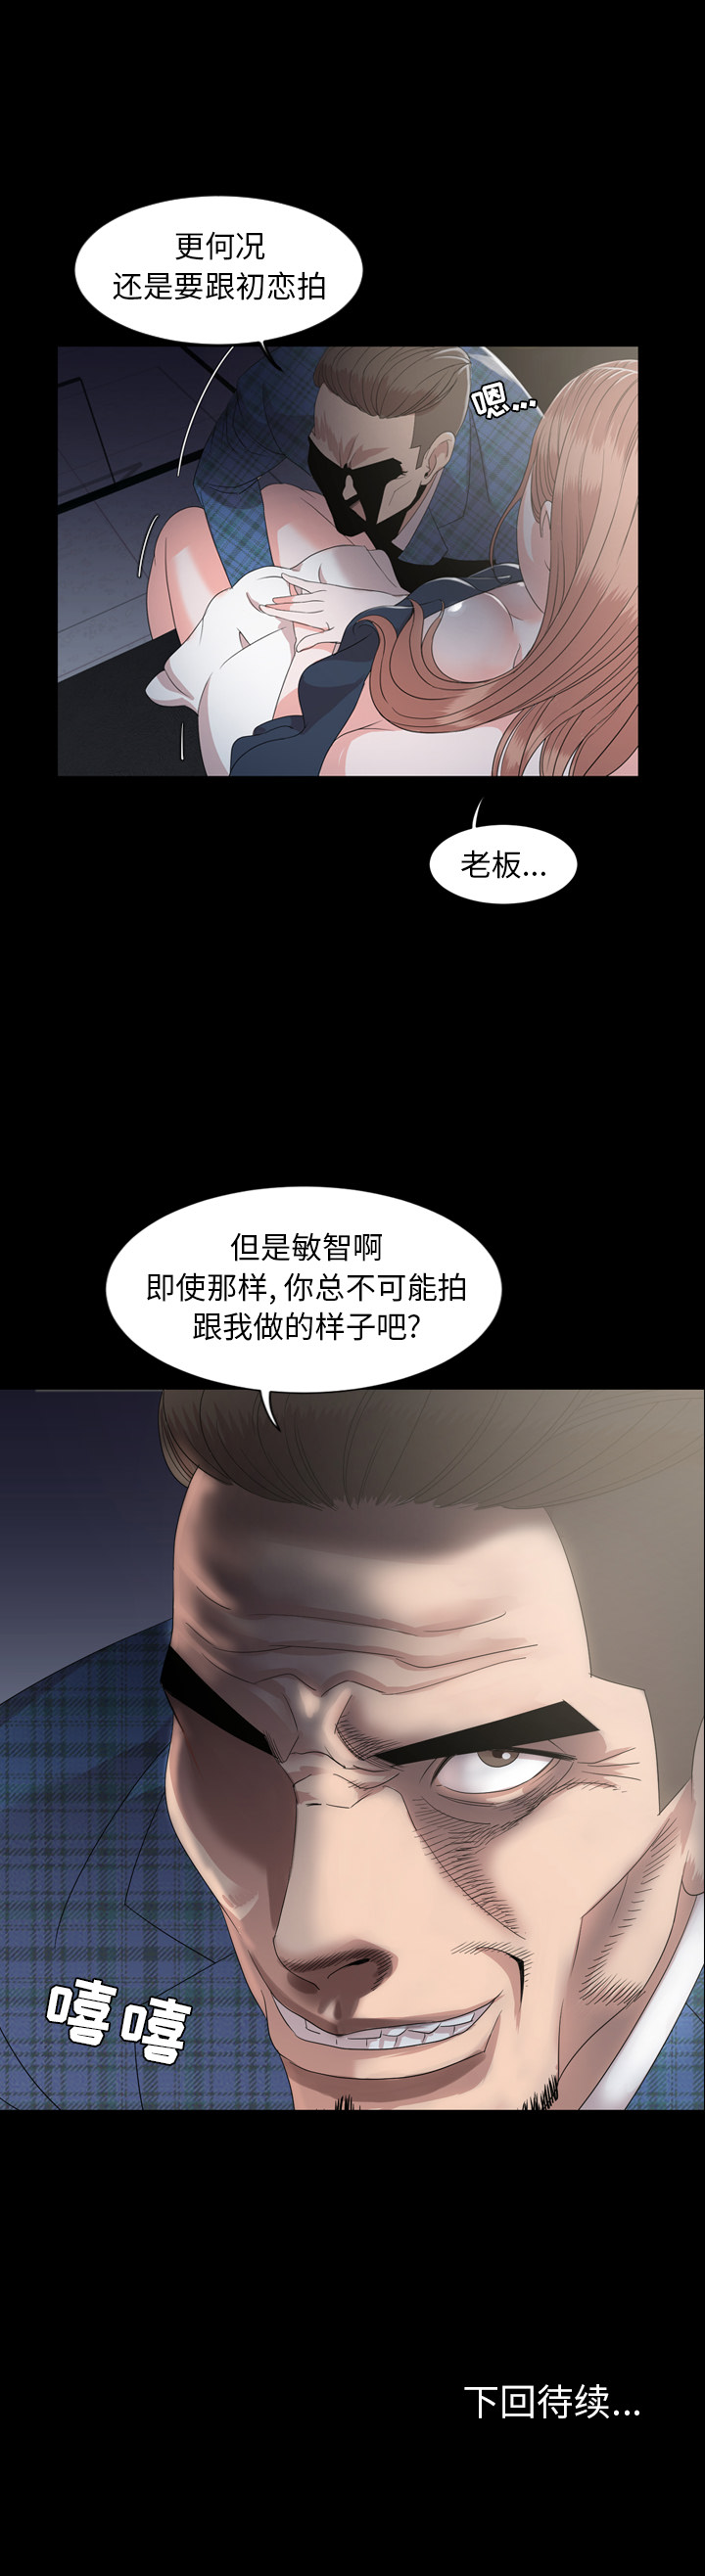 更何况
还是要跟初恋拍
嗯...
老板...
但是敏智啊
即使那样, 你总不可能拍
跟我做的样子吧?
嘻嘻
下回待续...